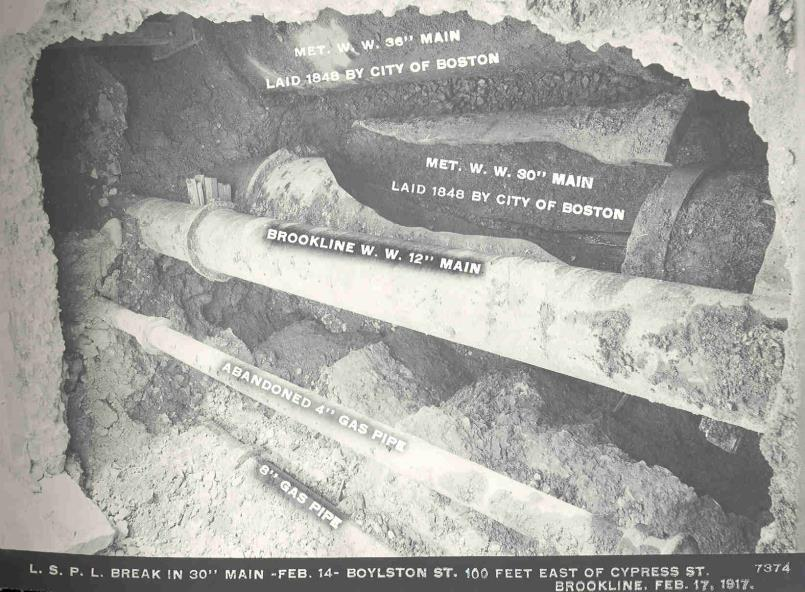 MET. W. W. 36" MAIN
LAID 1848 BY CITY OF BOSTON
MET. W. W. 30" MAIN
LAID 1848 BY CITY OF BOSTON
BROOKLINE W. W. 12" MAIN
ABANDONED 4" GAS PIPE
8" GAS PIPE
L. S. P. L. BREAK IN 30" MAIN -FEB. 14- BOYLSTON ST. 100 FEET EAST OF CYPRESS ST. 7374
BROOKLINE. FEB. 17, 1917.